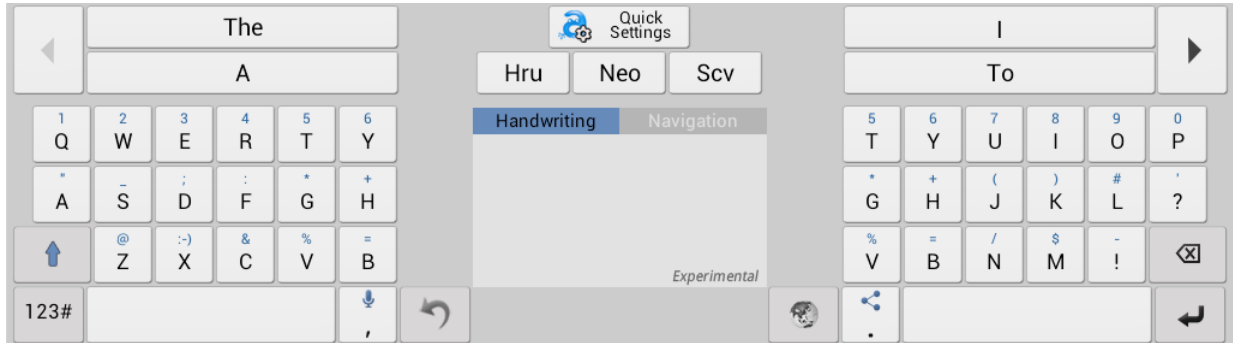 The
A
Quick
Settings
Hru Neo Scv
I
To
Handwriting Navigation
Experimental
1 2 3 4 5 6
Q W E R T Y
" _ ; : * +
A S D F G H
@ :-) & % =
Z X C V B
123# ,
5 6 7 8 9 0
T Y U I O P
* + ( ) # '
G H J K L ?
% = / $ -
V B N M !
.